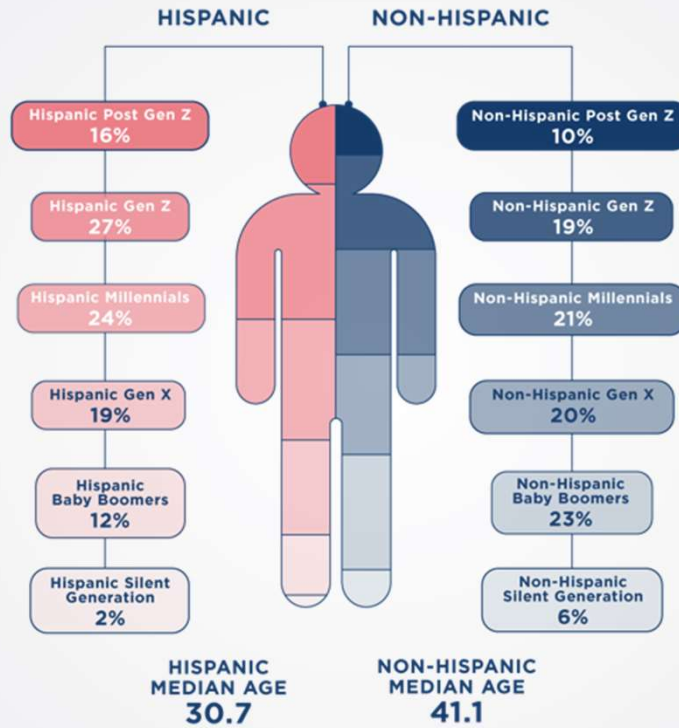 HISPANIC
NON-HISPANIC
Hispanic Post Gen Z
16%
Non-Hispanic Post Gen Z
10%
Hispanic Gen Z
27%
Non-Hispanic Gen Z
19%
Hispanic Millennials
24%
Non-Hispanic Millennials
21%
Hispanic Gen X
19%
Non-Hispanic Gen X
20%
Hispanic
Baby Boomers
12%
Non-Hispanic
Baby Boomers
23%
Hispanic Silent
Generation
2%
Non-Hispanic
Silent Generation
6%
HISPANIC
MEDIAN AGE
30.7
NON-HISPANIC
MEDIAN AGE
41.1